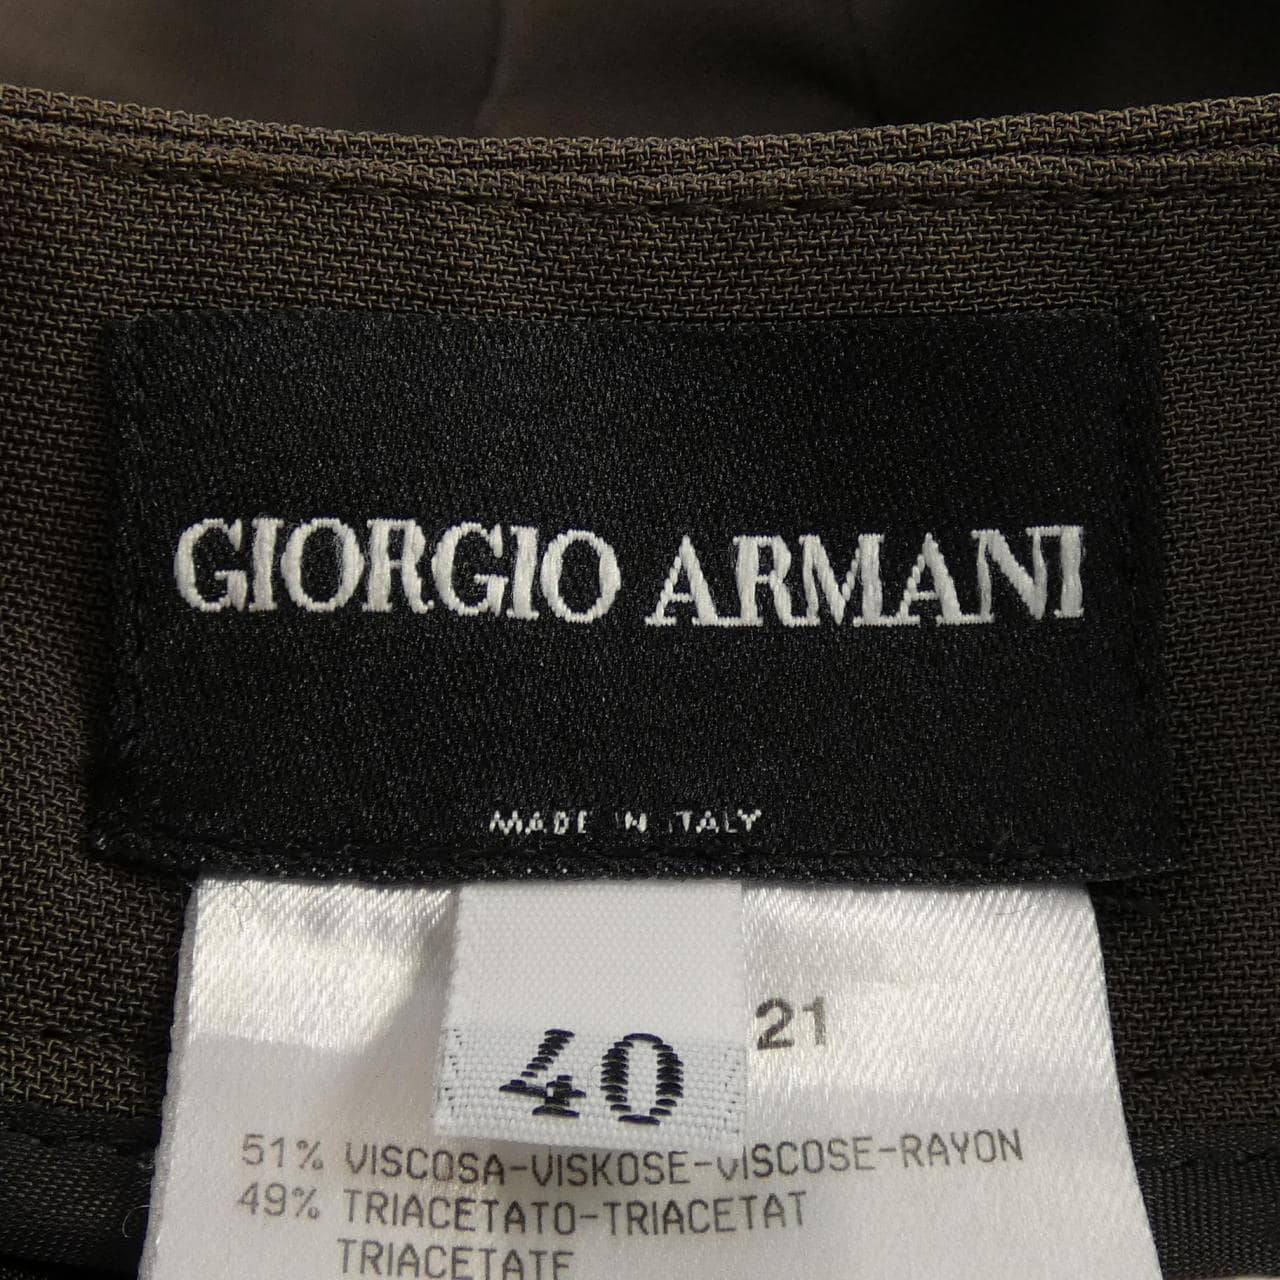 GIORGIO ARMANI
MADE IN ITALY
21
40
51% VISCOSA-VISKOSE-VISCOSE-RAYON
49% TRIACETATO-TRIACETAT
TRIACETATE